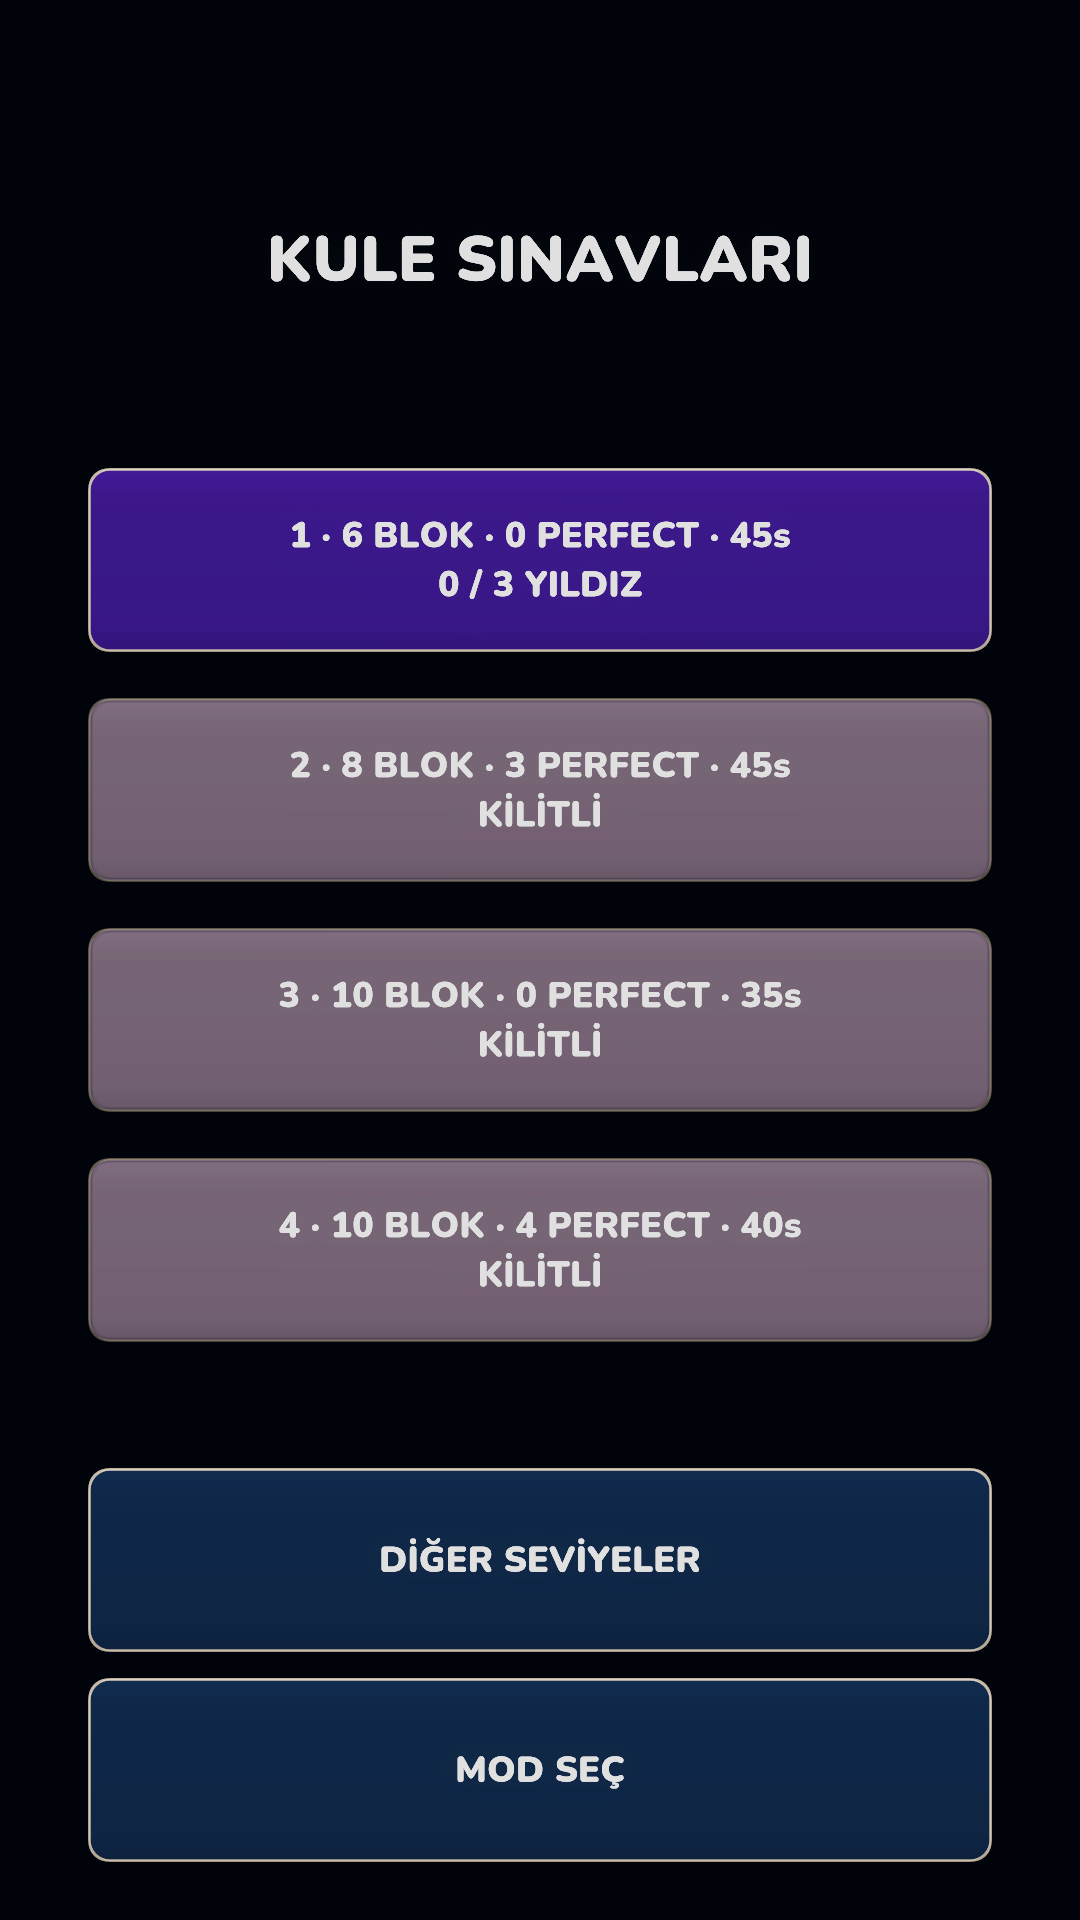 KULE SINAVLARI
1 · 6 BLOK · 0 PERFECT · 45s
0 / 3 YILDIZ
2 · 8 BLOK · 3 PERFECT · 45s
KİLİTLİ
3 · 10 BLOK · 0 PERFECT · 35s
KİLİTLİ
4 · 10 BLOK · 4 PERFECT · 40s
KİLİTLİ
DİĞER SEVİYELER
MOD SEÇ